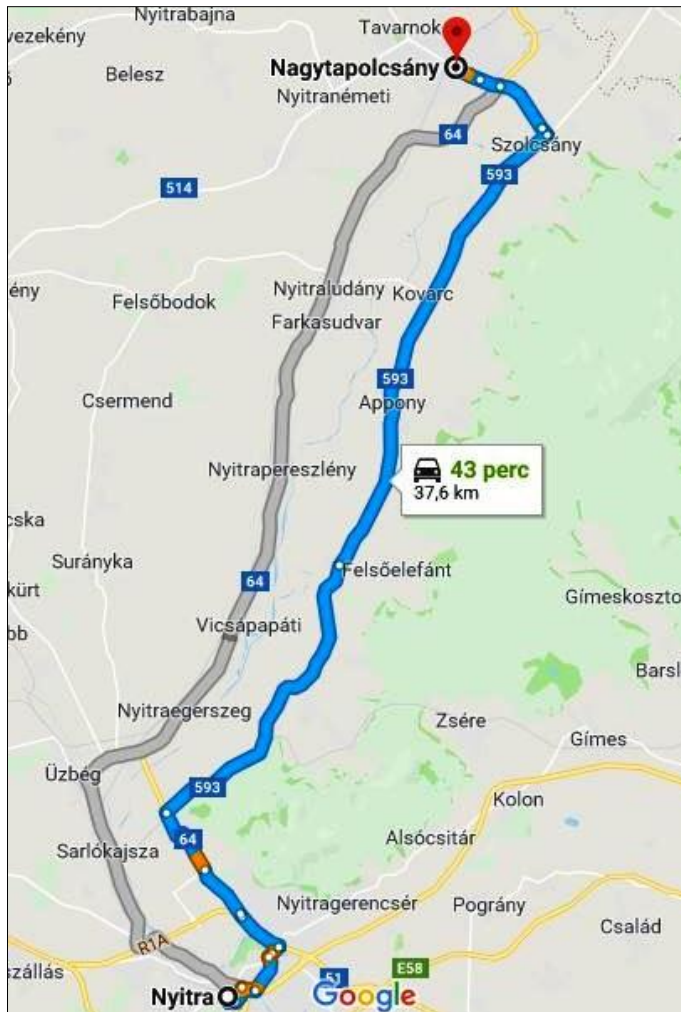 Nyitrabajna
Tavarnok
vezekény
Belesz
Nagytapolcsány
Nyitranémeti
64
Szolcsány
514
593
ény
Felsőbodok
Nyitraludány
Kovarc
Farkasudvar
593
Csermend
Appony
Nyitrapereszlény
43 perc
37,6 km
cska
Surányka
64
Felsőelefánt
kürt
Gímeskoszto
bb
Vicsápapáti
Barsl
Nyitraegerszeg
Zsére
Gímes
Üzbég
593
Kolon
64
Sarlókajsza
Alsócsitár
Nyitragerencsér
Pográny
Család
R1A
szállás
51
E58
Nyitra
Google